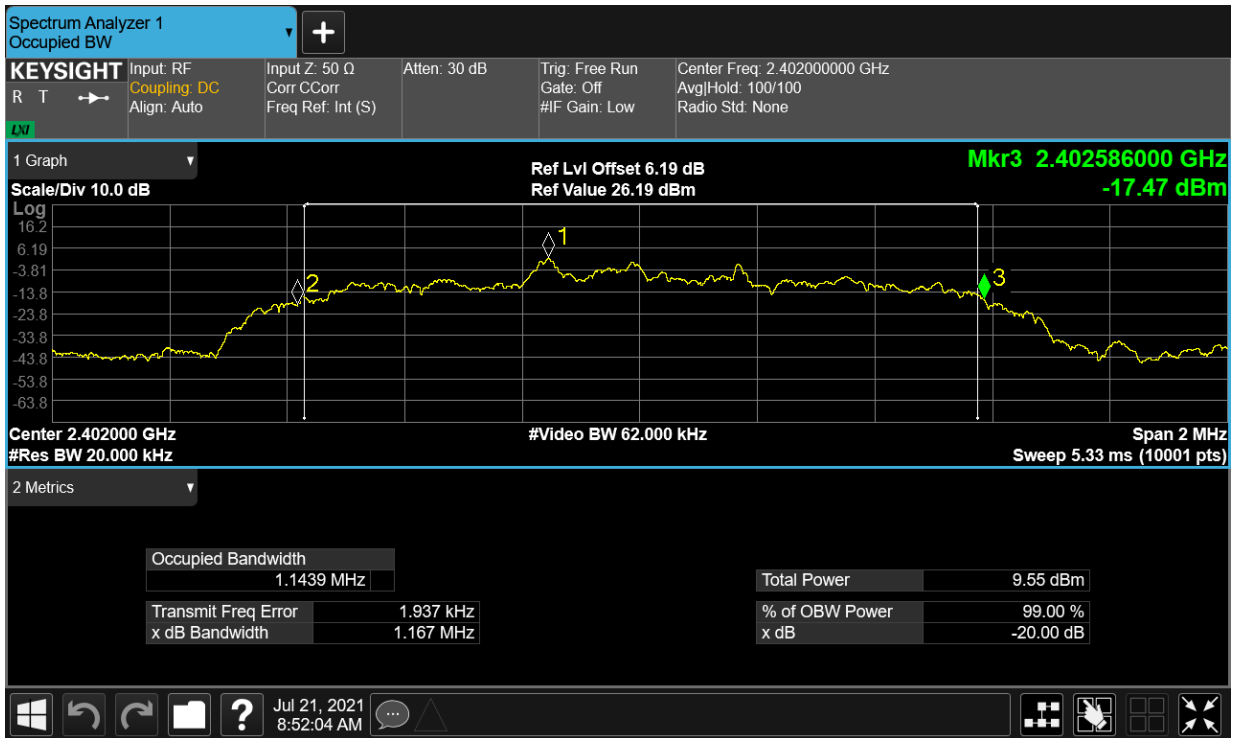 Spectrum Analyzer 1
Occupied BW
KEYSIGHT
R T
LXI
Input: RF
Coupling: DC
Align: Auto
Input Z: 50 Ω
Corr CCorr
Freq Ref: Int (S)
Atten: 30 dB
Trig: Free Run
Gate: Off
#IF Gain: Low
Center Freq: 2.402000000 GHz
Avg|Hold: 100/100
Radio Std: None
1 Graph
Scale/Div 10.0 dB
Ref Lvl Offset 6.19 dB
Ref Value 26.19 dBm
Mkr3 2.402586000 GHz
-17.47 dBm
Log
16.2
6.19
-3.81
-13.8
-23.8
-33.8
-43.8
-53.8
-63.8
1
2
3
Center 2.402000 GHz
#Video BW 62.000 kHz
Span 2 MHz
#Res BW 20.000 kHz
Sweep 5.33 ms (10001 pts)
2 Metrics
Occupied Bandwidth
1.1439 MHz
Transmit Freq Error 1.937 kHz
x dB Bandwidth 1.167 MHz
Total Power 9.55 dBm
% of OBW Power 99.00 %
x dB -20.00 dB
?
Jul 21, 2021
8:52:04 AM